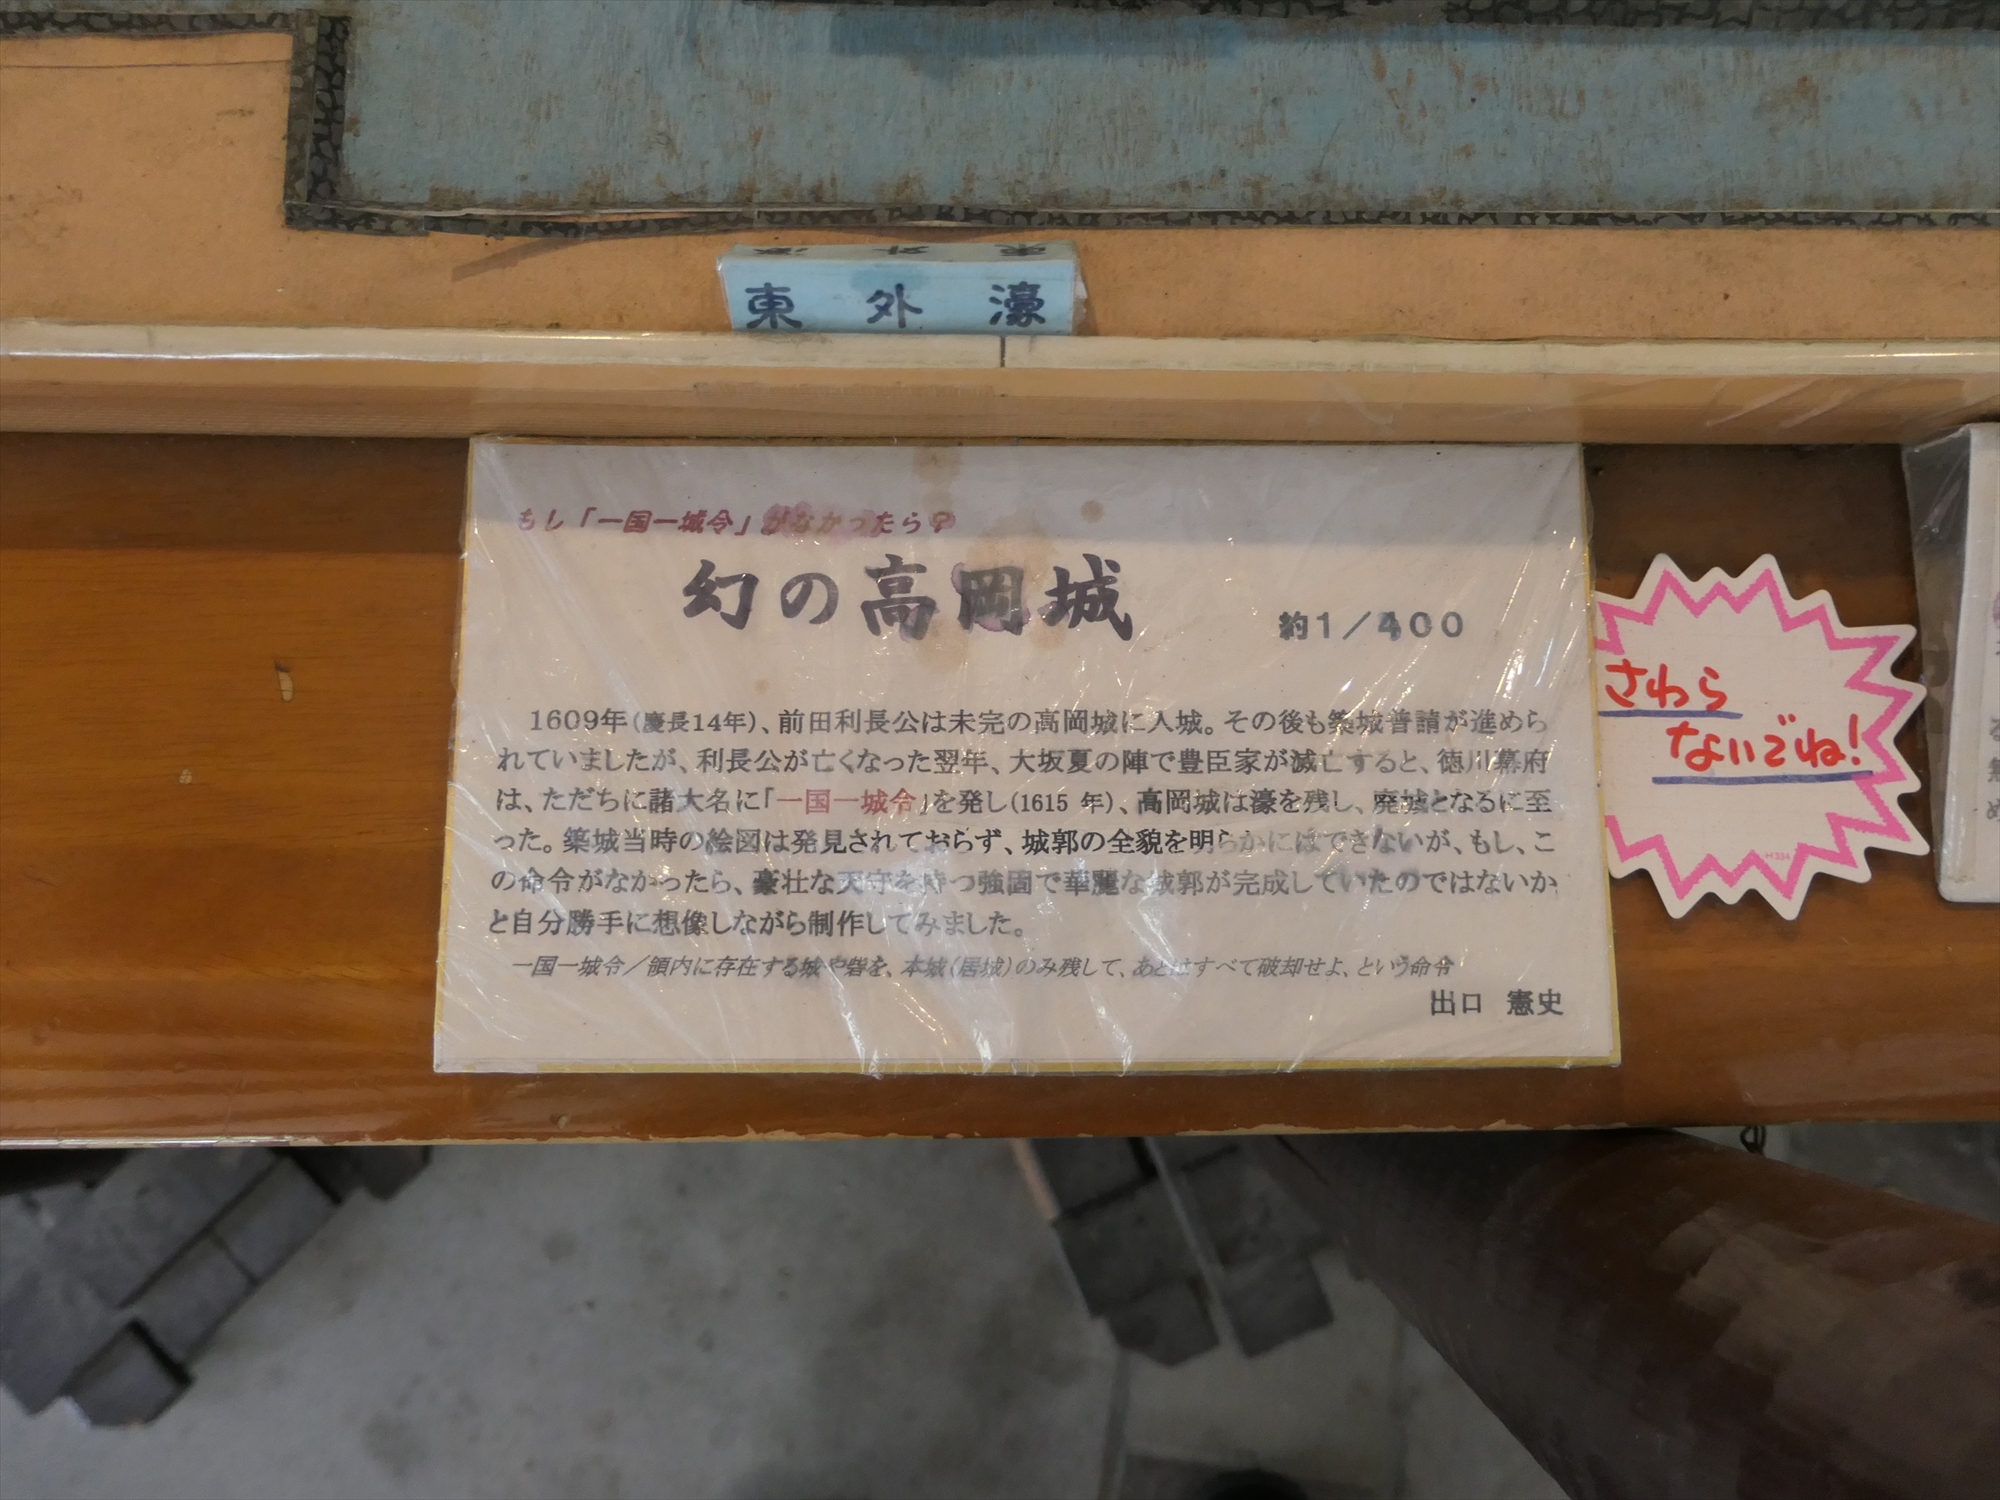 東外濠
もし「一国一城令」がなかったら?
幻の高岡城
約1/400
1609年(慶長14年)、前田利長公は未完の高岡城に入城。その後も築城普請が進めら
れていましたが、利長公が亡くなった翌年、大坂夏の陣で豊臣家が滅亡すると、徳川幕府
は、ただちに諸大名に「一国一城令」を発し(1615 年)、高岡城は濠を残し、廃城となるに至
った。築城当時の絵図は発見されておらず、城郭の全貌を明らかにはできないが、もし、こ
の命令がなかったら、豪壮な天守を持つ強固で華麗な城郭が完成していたのではないか
と自分勝手に想像しながら制作してみました。
一国一城令/領内に存在する城や砦を、本城(居城)のみ残して、あとはすべて破却せよ、という命令
出口 憲史
さわら
ないでね!